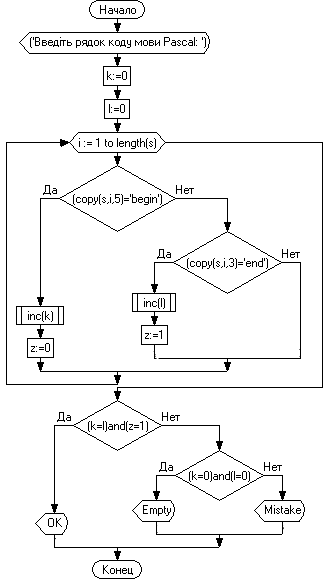 Начало
('Введіть рядок коду мови Pascal: ')
k:=0
l:=0
i := 1 to length(s)
Да
Нет
(copy(s,i,5)='begin')
Да
Нет
(copy(s,i,3)='end')
inc(k)
inc(l)
z:=0
z:=1
Да
Нет
(k=l)and(z=1)
Да
Нет
(k=0)and(l=0)
OK
Empty
Mistake
Конец